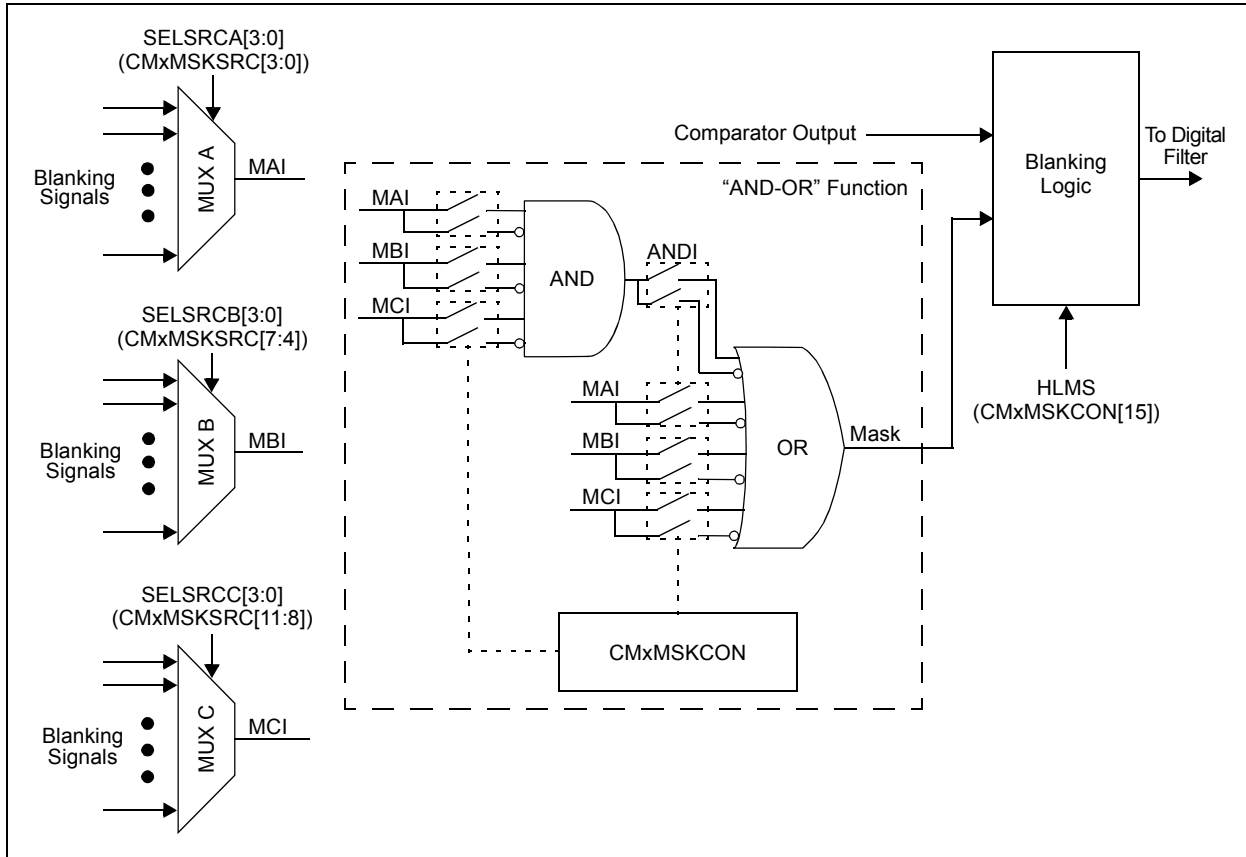 SELSRCA[3:0]
(CMxMSKSRC[3:0])
MUX A
MAI
Blanking
Signals
SELSRCB[3:0]
(CMxMSKSRC[7:4])
MUX B
MBI
Blanking
Signals
SELSRCC[3:0]
(CMxMSKSRC[11:8])
MUX C
MCI
Blanking
Signals
Comparator Output
“AND-OR” Function
MAI
MBI
MCI
AND
ANDI
MAI
MBI
MCI
OR
Mask
CMxMSKCON
Blanking
Logic
To Digital
Filter
HLMS
(CMxMSKCON[15])